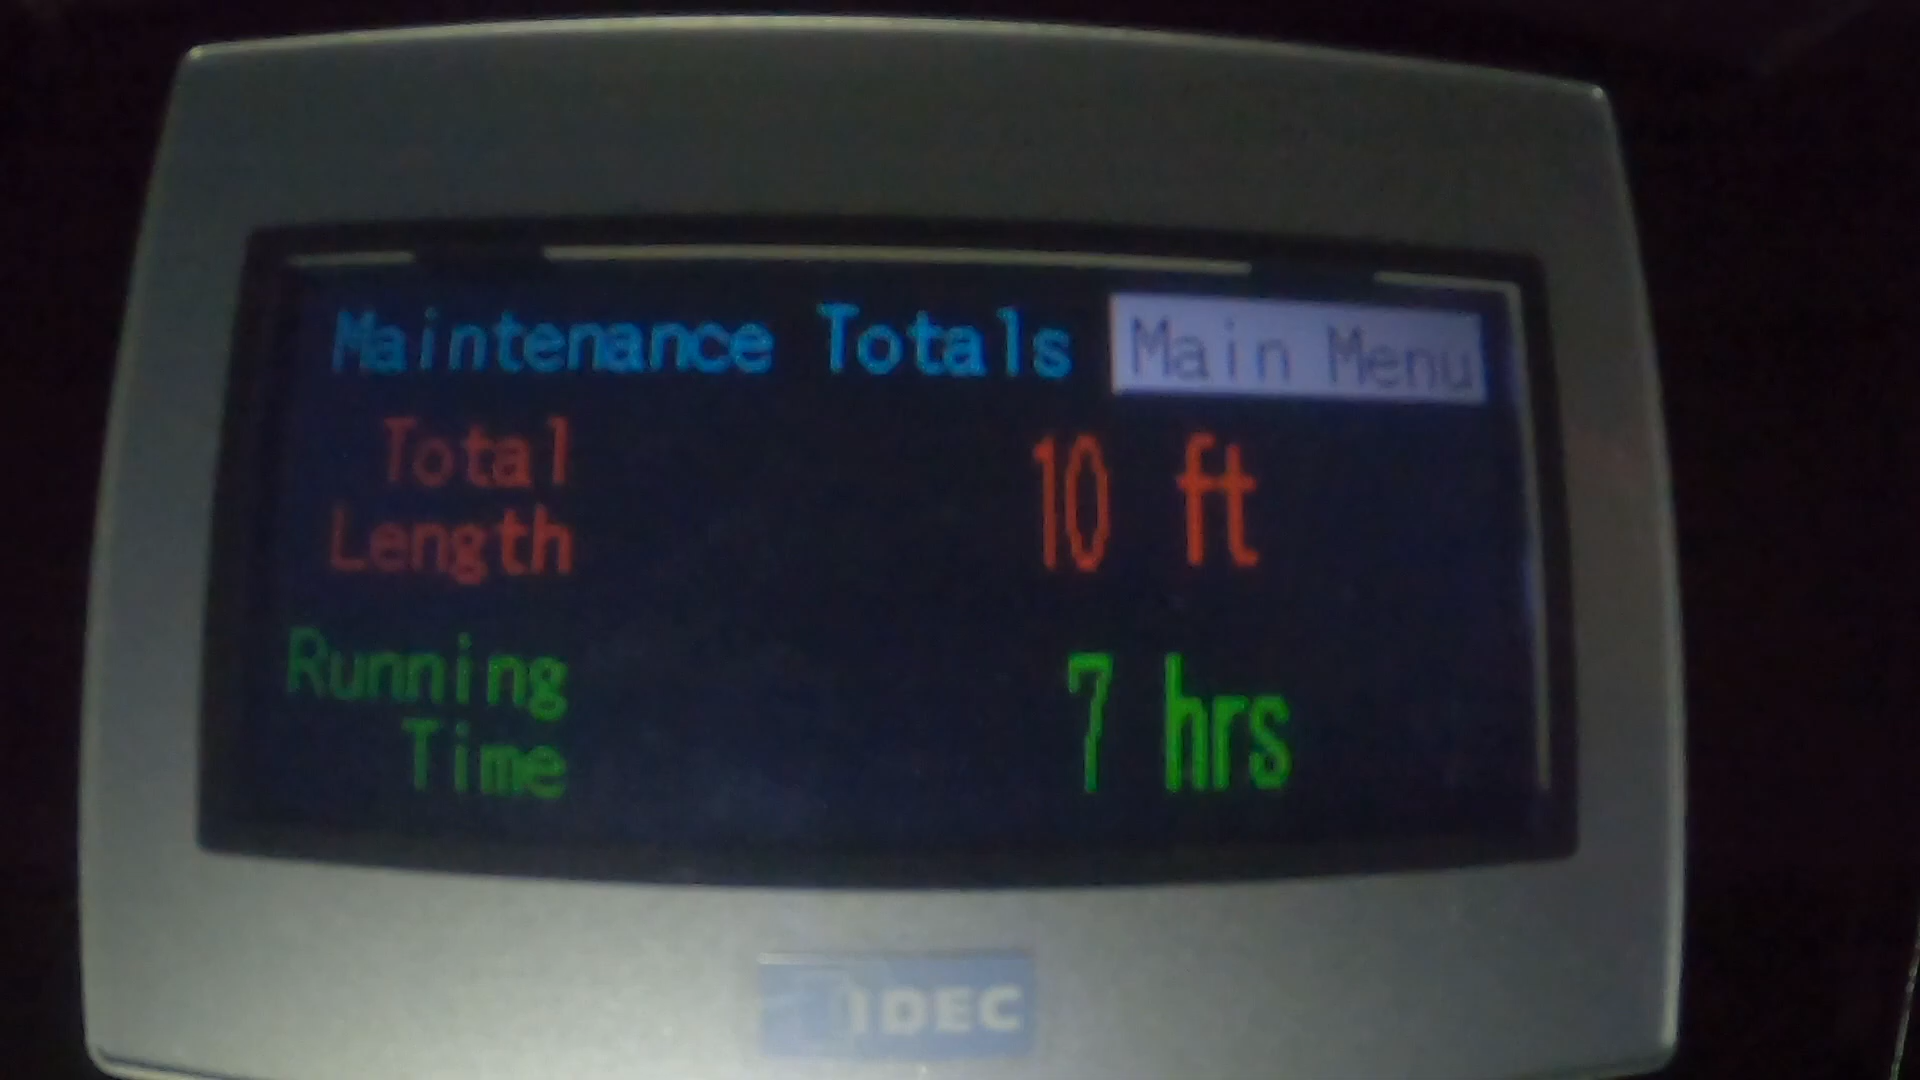 Maintenance Totals Main Menu
Total
Length 10 ft
Running
Time 7 hrs
IDEC